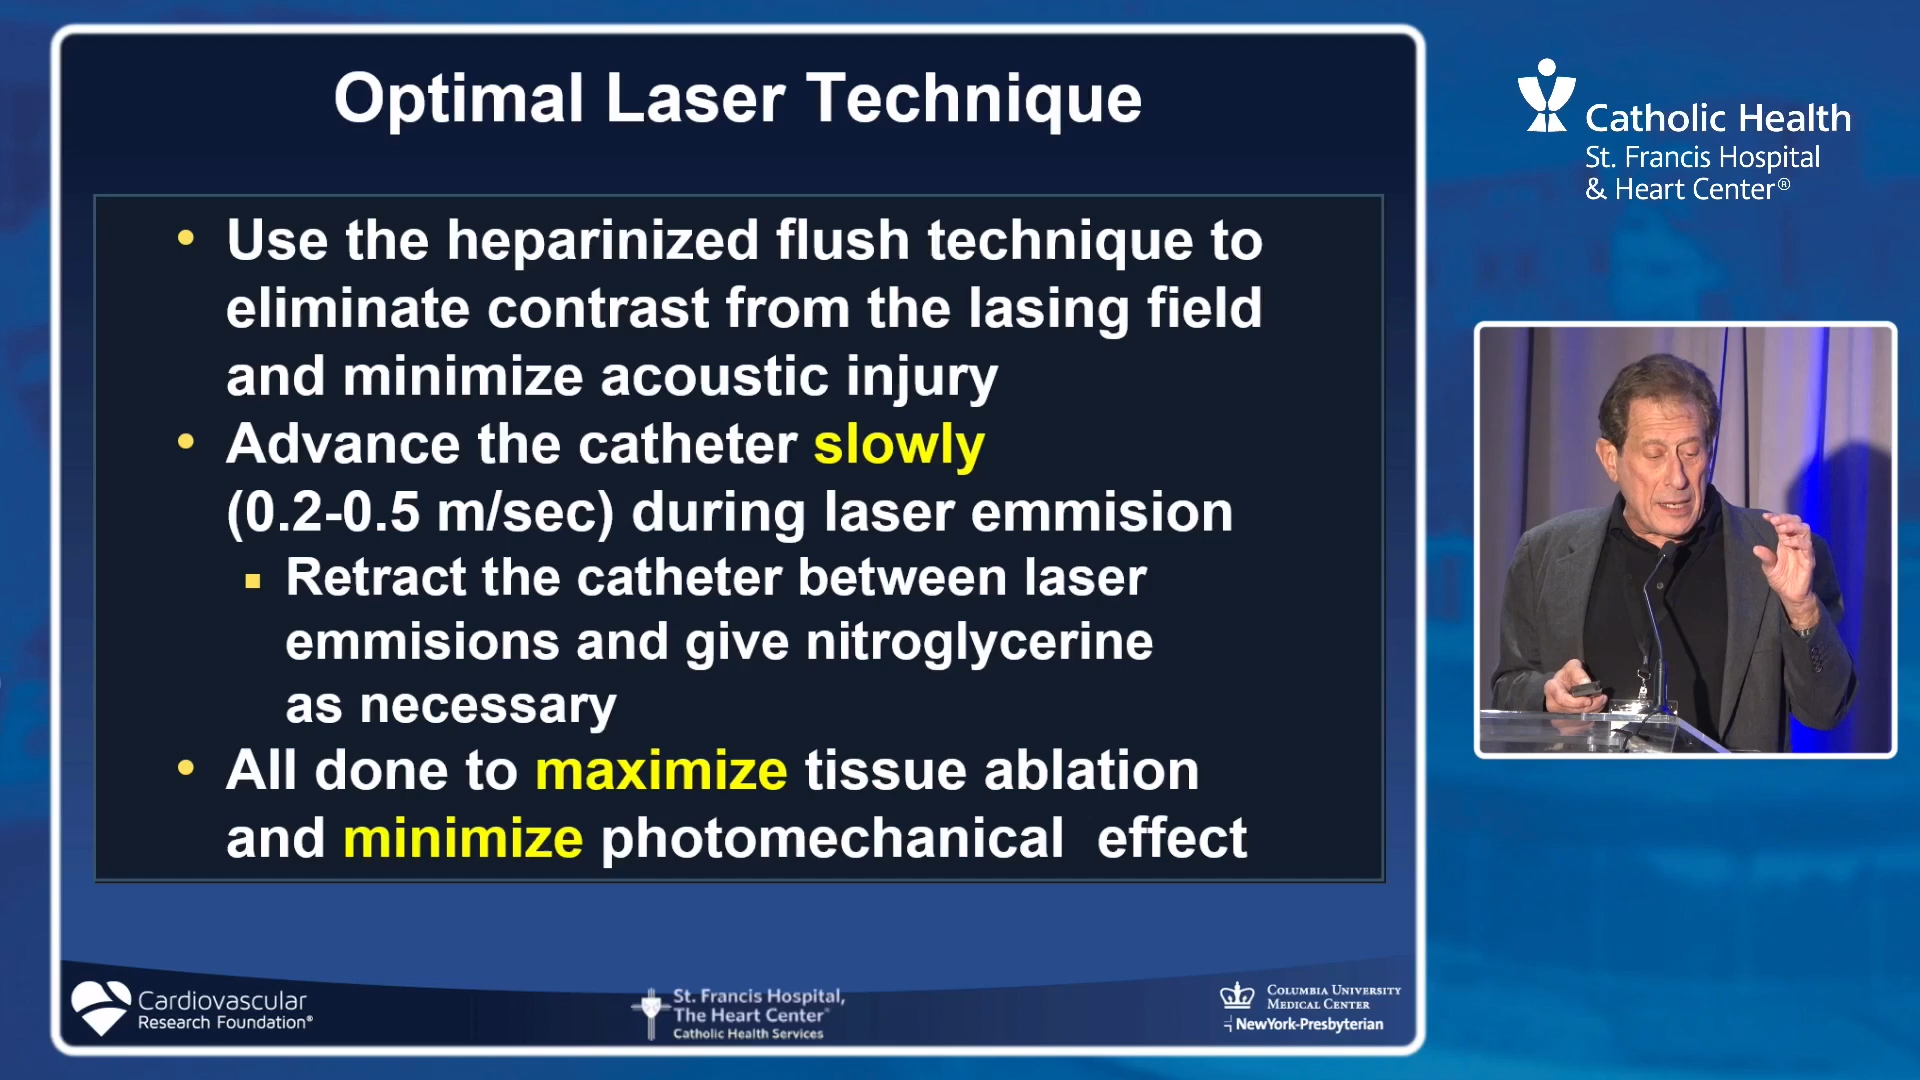 Optimal Laser Technique
• Use the heparinized flush technique to
eliminate contrast from the lasing field
and minimize acoustic injury
• Advance the catheter slowly
(0.2-0.5 m/sec) during laser emmision
▪ Retract the catheter between laser
emmisions and give nitroglycerine
as necessary
• All done to maximize tissue ablation
and minimize photomechanical effect
Cardiovascular
Research Foundation®
St. Francis Hospital,
The Heart Center®
Catholic Health Services
COLUMBIA UNIVERSITY
MEDICAL CENTER
NewYork-Presbyterian
Catholic Health
St. Francis Hospital
& Heart Center®